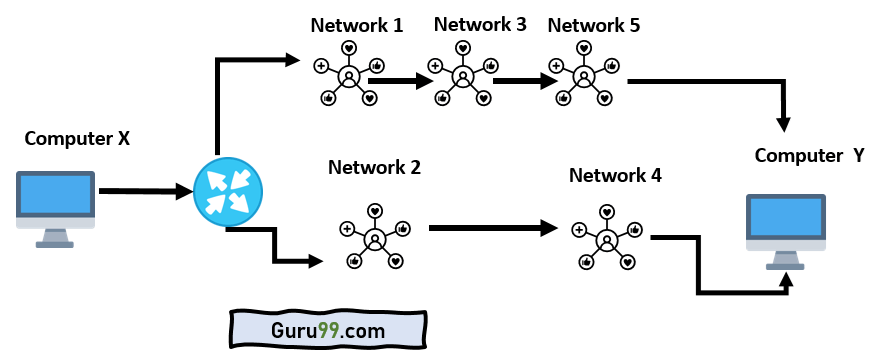 Network 1
Network 3
Network 5
Computer X
Network 2
Network 4
Computer Y
Guru99.com